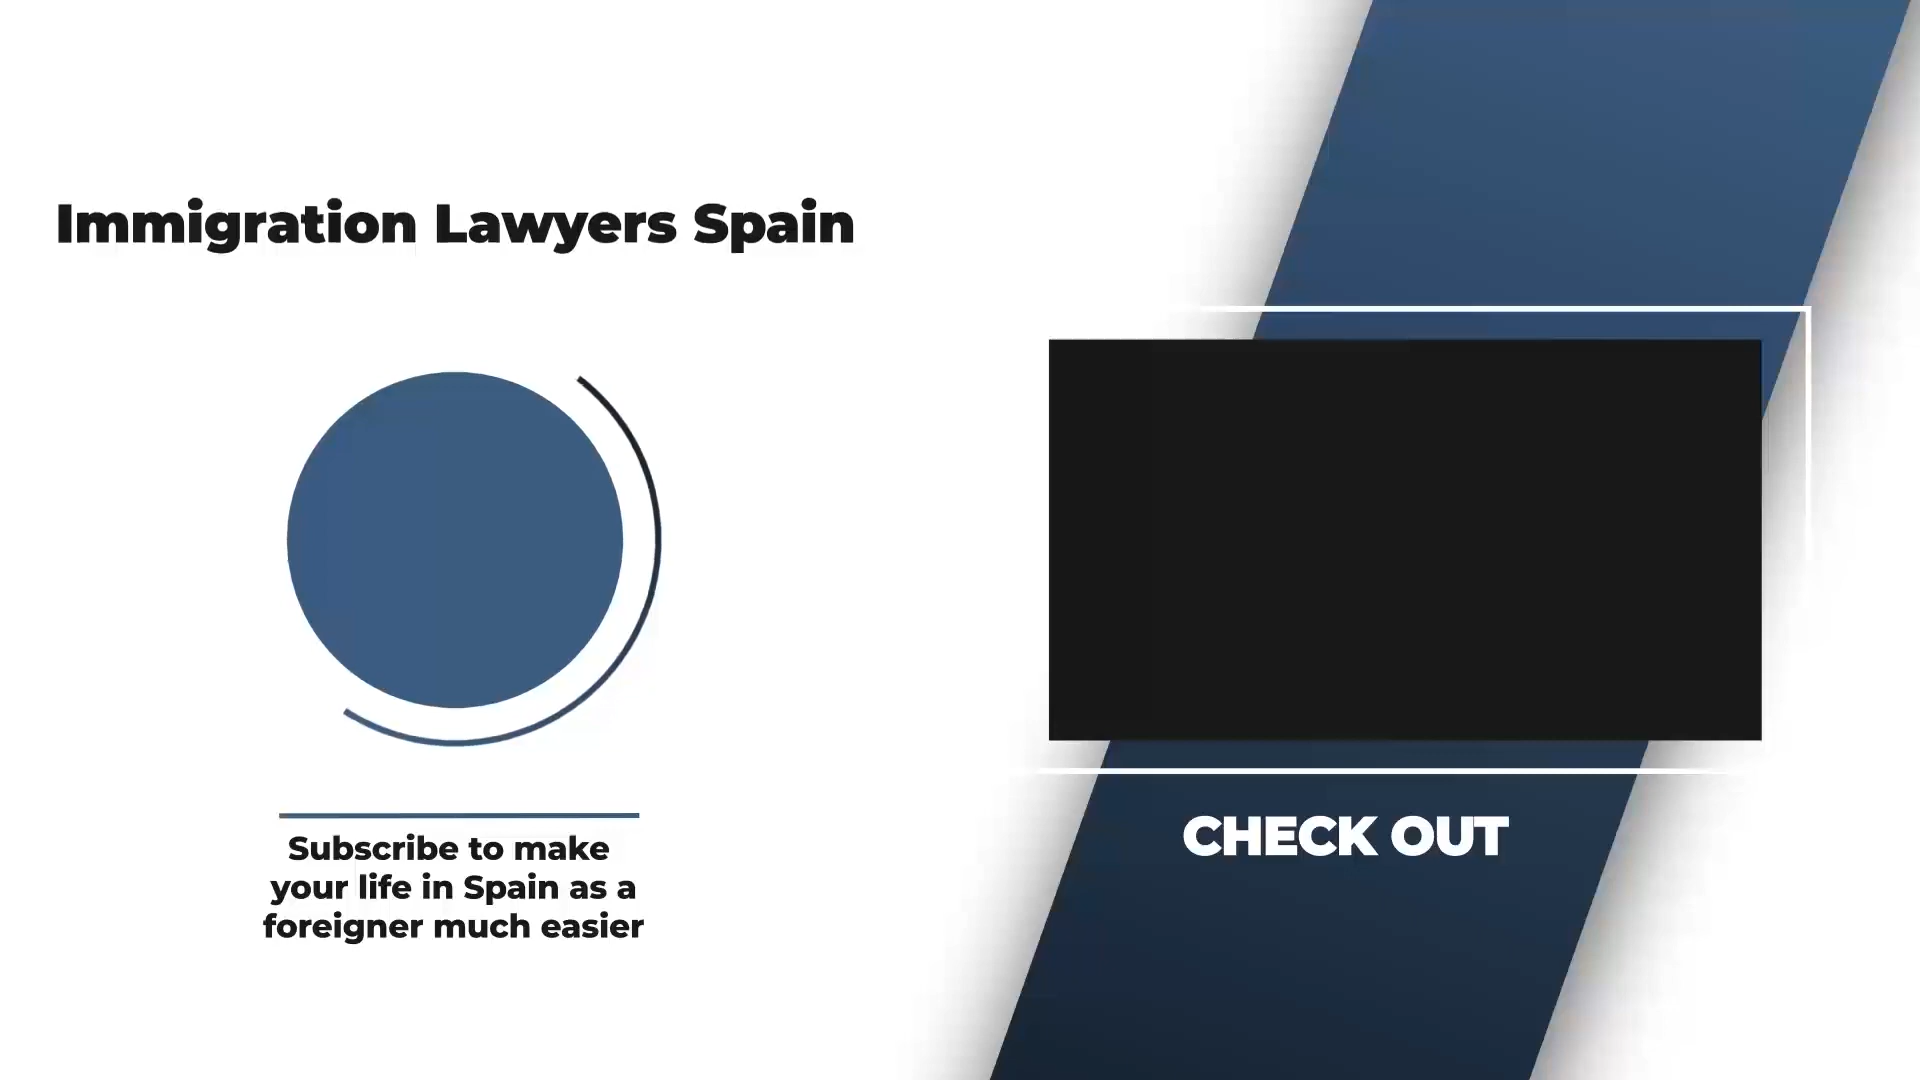 Immigration Lawyers Spain
Subscribe to make
your life in Spain as a
foreigner much easier
CHECK OUT